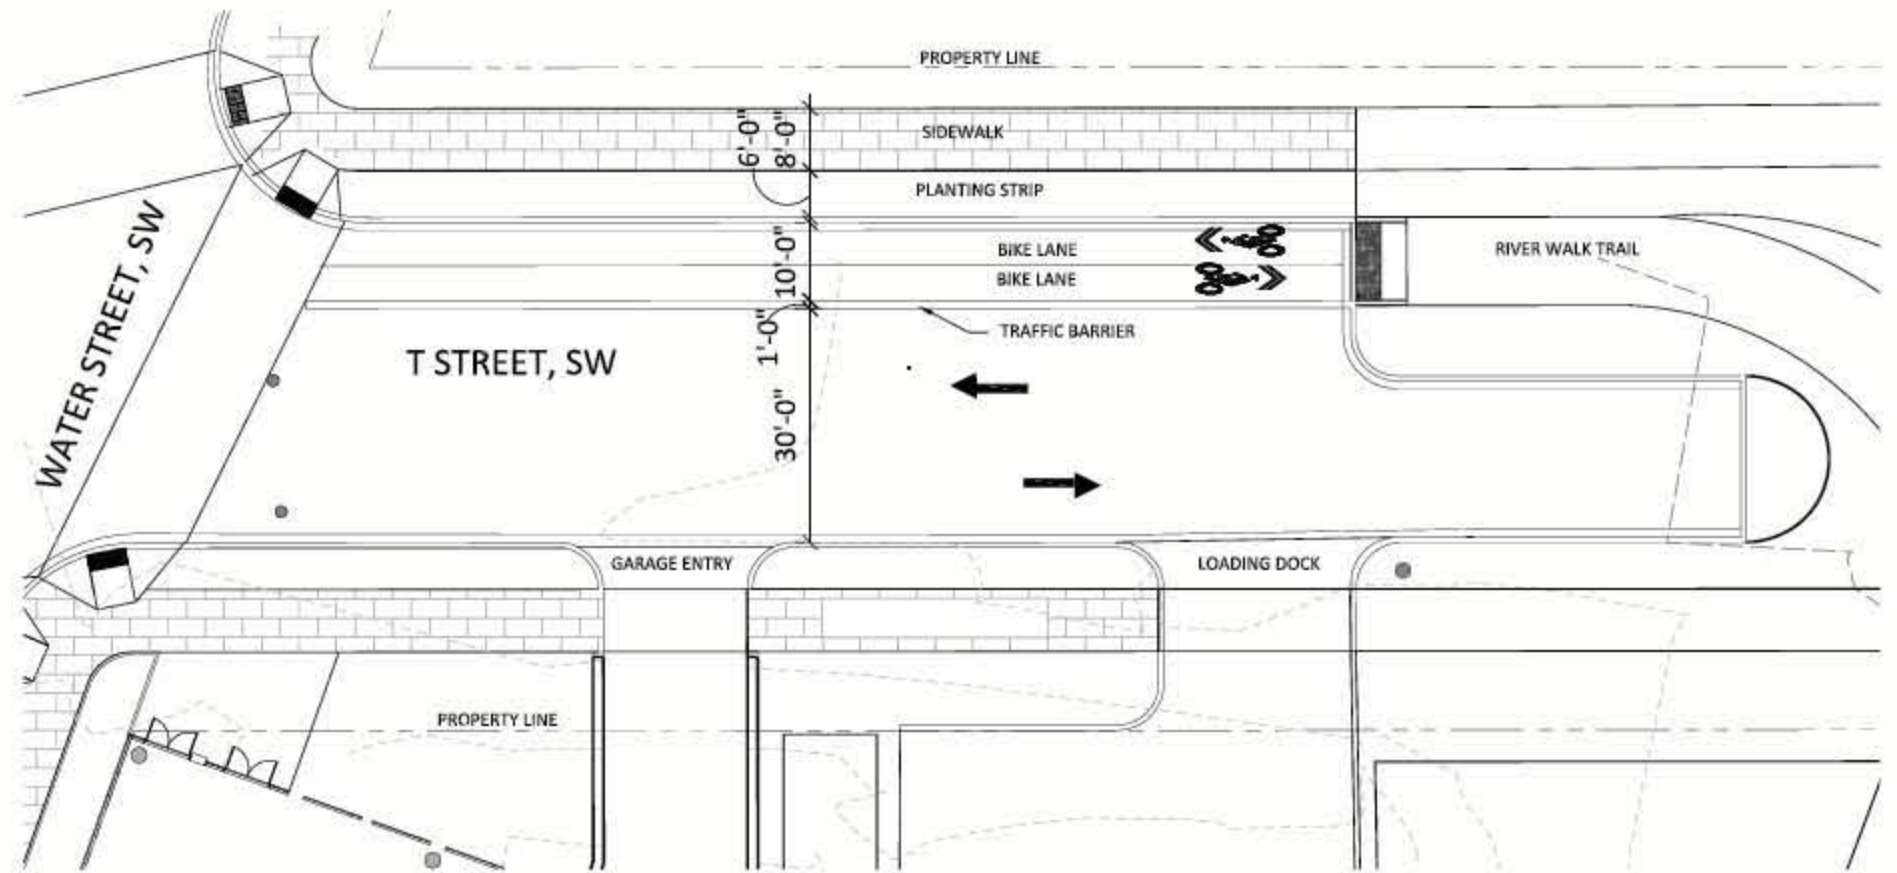 PROPERTY LINE
6'-0"
8'-0"
SIDEWALK
PLANTING STRIP
WATER STREET, SW
10'-0"
BIKE LANE
BIKE LANE
RIVER WALK TRAIL
1'-0"
TRAFFIC BARRIER
T STREET, SW
30'-0"
GARAGE ENTRY
LOADING DOCK
PROPERTY LINE